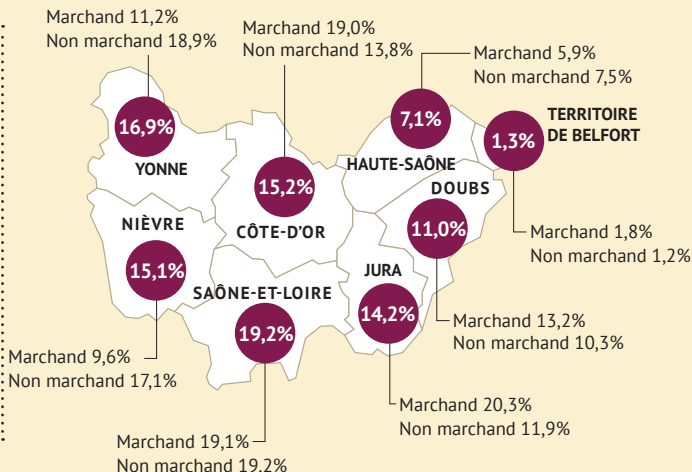 Marchand 11,2%
Non marchand 18,9%
Marchand 19,0%
Non marchand 13,8%
Marchand 5,9%
Non marchand 7,5%
16,9%
YONNE
15,2%
CÔTE-D'OR
7,1%
HAUTE-SAÔNE
1,3%
TERRITOIRE
DE BELFORT
Marchand 1,8%
Non marchand 1,2%
DOUBS
11,0%
Marchand 13,2%
Non marchand 10,3%
NIÈVRE
15,1%
Marchand 9,6%
Non marchand 17,1%
SAÔNE-ET-LOIRE
19,2%
Marchand 19,1%
Non marchand 19,2%
JURA
14,2%
Marchand 20,3%
Non marchand 11,9%